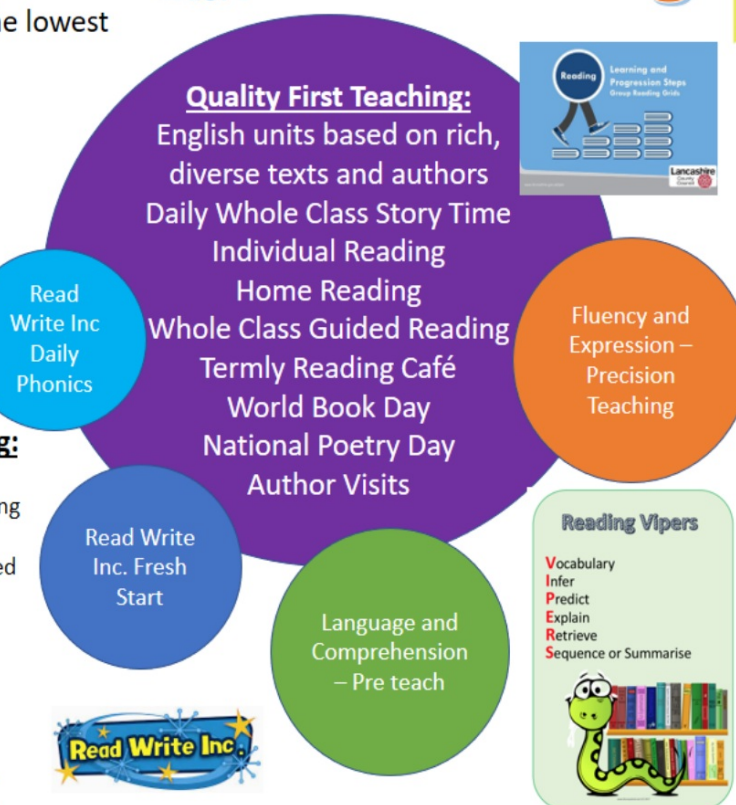 e lowest
Quality First Teaching:
English units based on rich,
diverse texts and authors
Daily Whole Class Story Time
Individual Reading
Home Reading
Whole Class Guided Reading
Termly Reading Café
World Book Day
National Poetry Day
Author Visits
Reading
Learning and
Progression Steps
Group Reading Grids
Lancashire
County
Council
Read
Write Inc
Daily
Phonics
Fluency and
Expression –
Precision
Teaching
g:
ng
ed
Read Write
Inc. Fresh
Start
Language and
Comprehension
– Pre teach
Reading Vipers
Vocabulary
Infer
Predict
Explain
Retrieve
Sequence or Summarise
Read Write Inc.